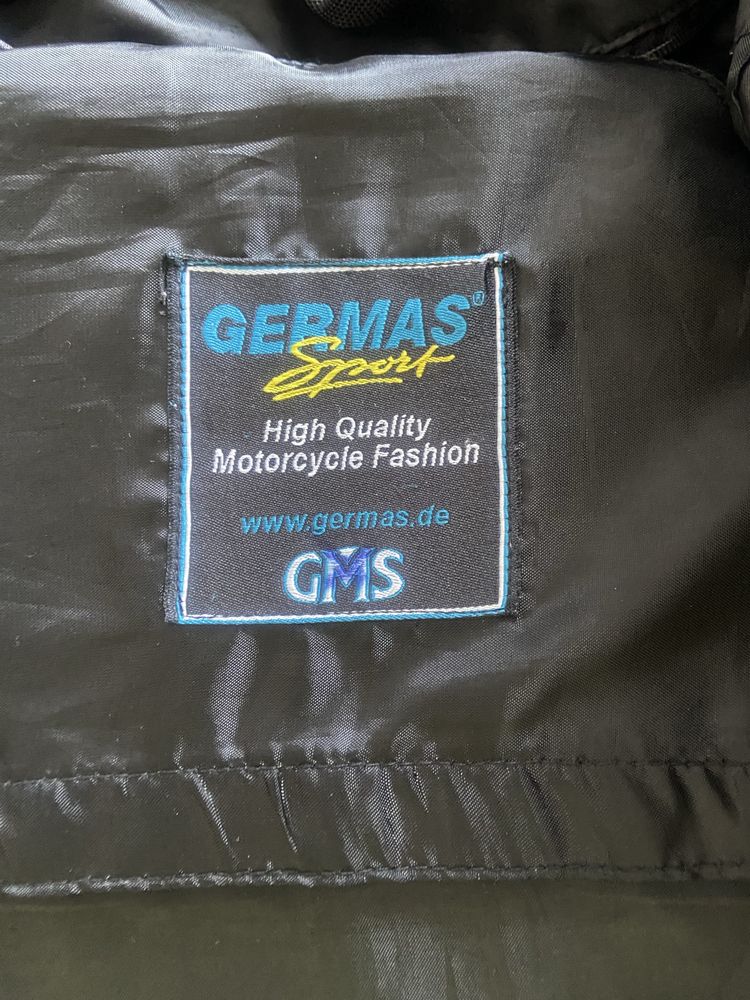 GERMAS®
Sport
High Quality
Motorcycle Fashion
www.germas.de
GMS